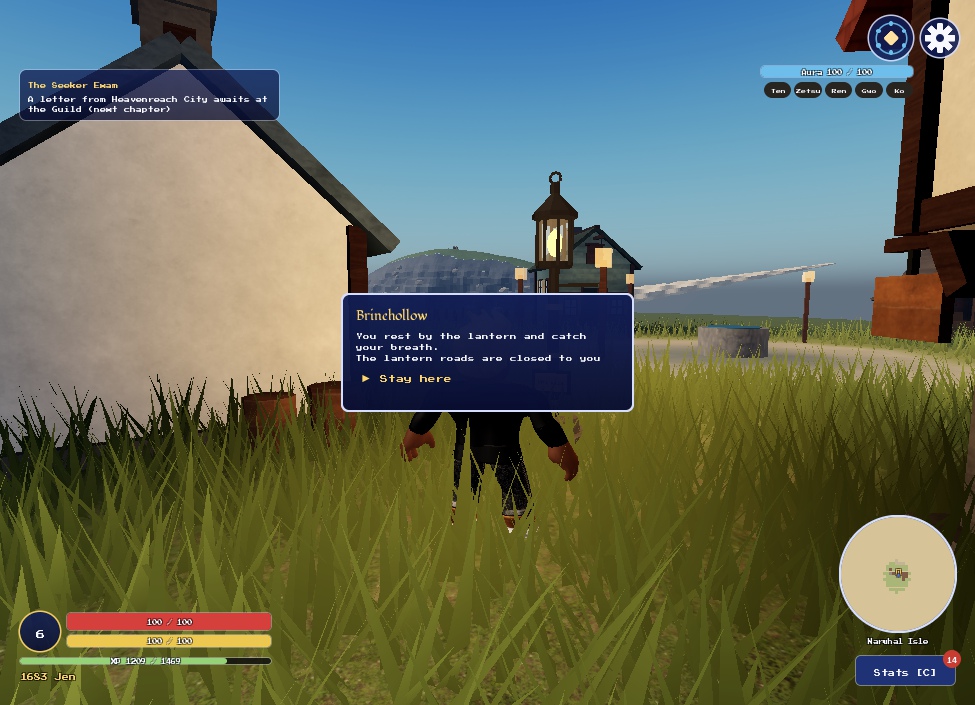 The Seeker Exam
A letter from Heavenreach City awaits at
the Guild (next chapter)
Aura 100 / 100
Ten Zetsu Ren Gyo Ko
Brinehollow
You rest by the lantern and catch
your breath.
The lantern roads are closed to you
► Stay here
6
100 / 100
100 / 100
XP 1209 / 1469
1683 Jen
Narwhal Isle
14
Stats [C]